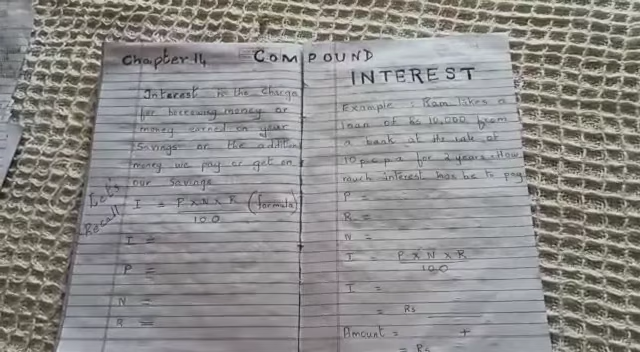 Chapter 14 COMPOUND
INTEREST
Interest is the charge
for borrowing money or
money earned on your
Savings or the addition
money we pay or get on
our Savings
Let's
Recall
I = P x N x R (formula)
100
I =
P =
N =
R =
Example : Ram likes a
loan of Rs 10,000 from
a bank at the rate of
10 p.c.p.a for 2 years. How
much interest has be to pay
P =
R =
N =
I = P x N x R
100
I =
= Rs
Amount = +
= Rs